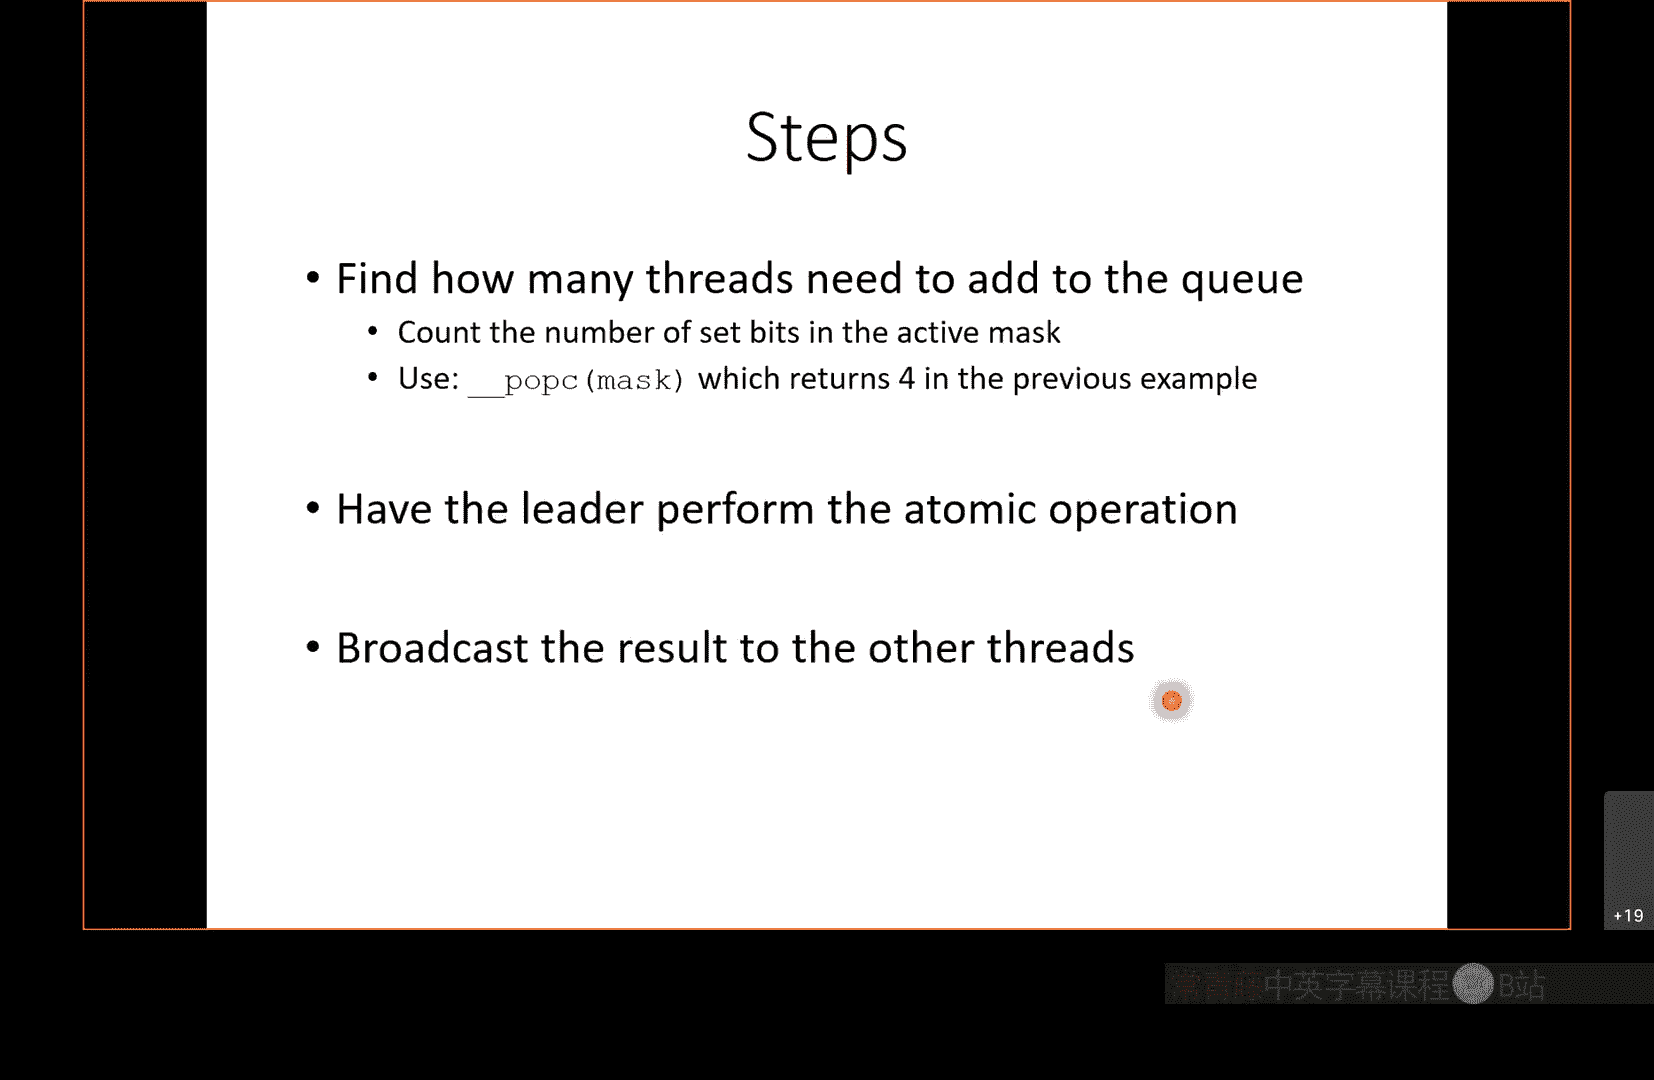 Steps
• Find how many threads need to add to the queue
• Count the number of set bits in the active mask
• Use: __popc(mask) which returns 4 in the previous example
• Have the leader perform the atomic operation
• Broadcast the result to the other threads
+19
中英字幕课程 B站